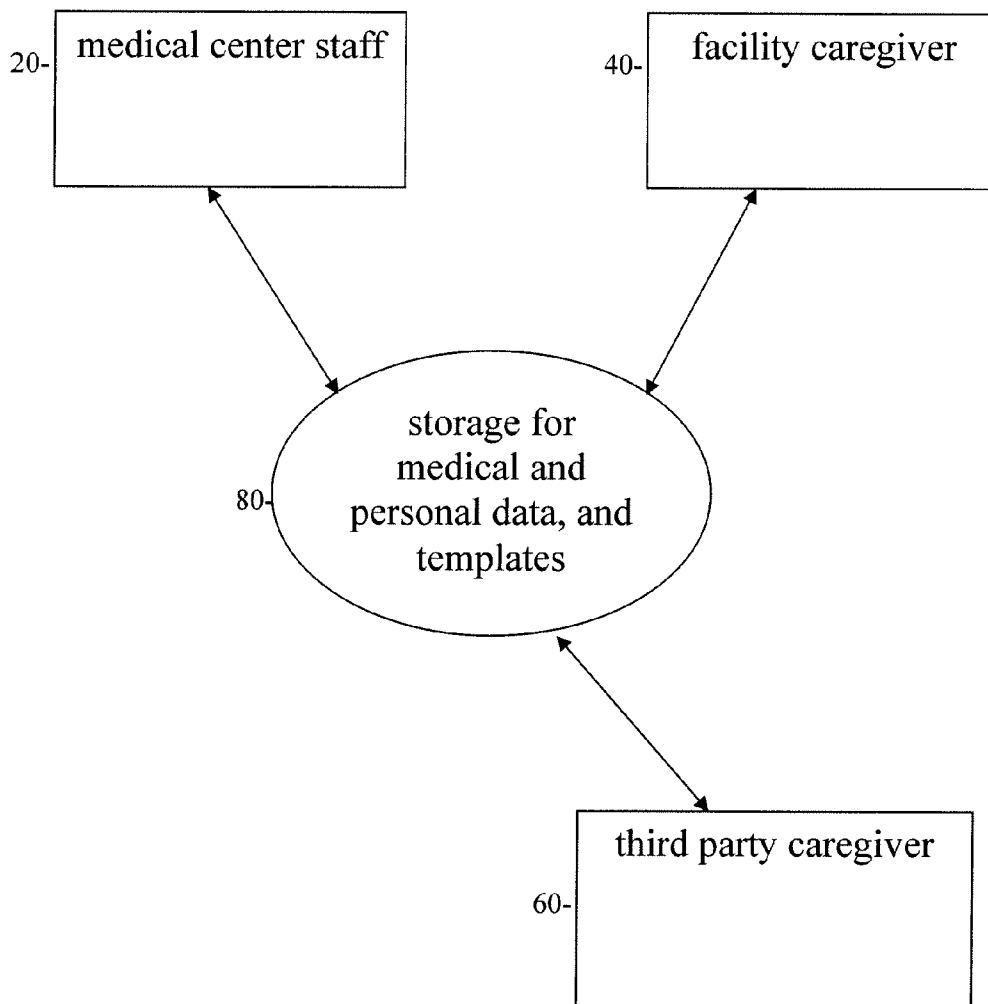 medical center staff
20-
facility caregiver
40-
storage for
medical and
personal data, and
templates
80-
third party caregiver
60-